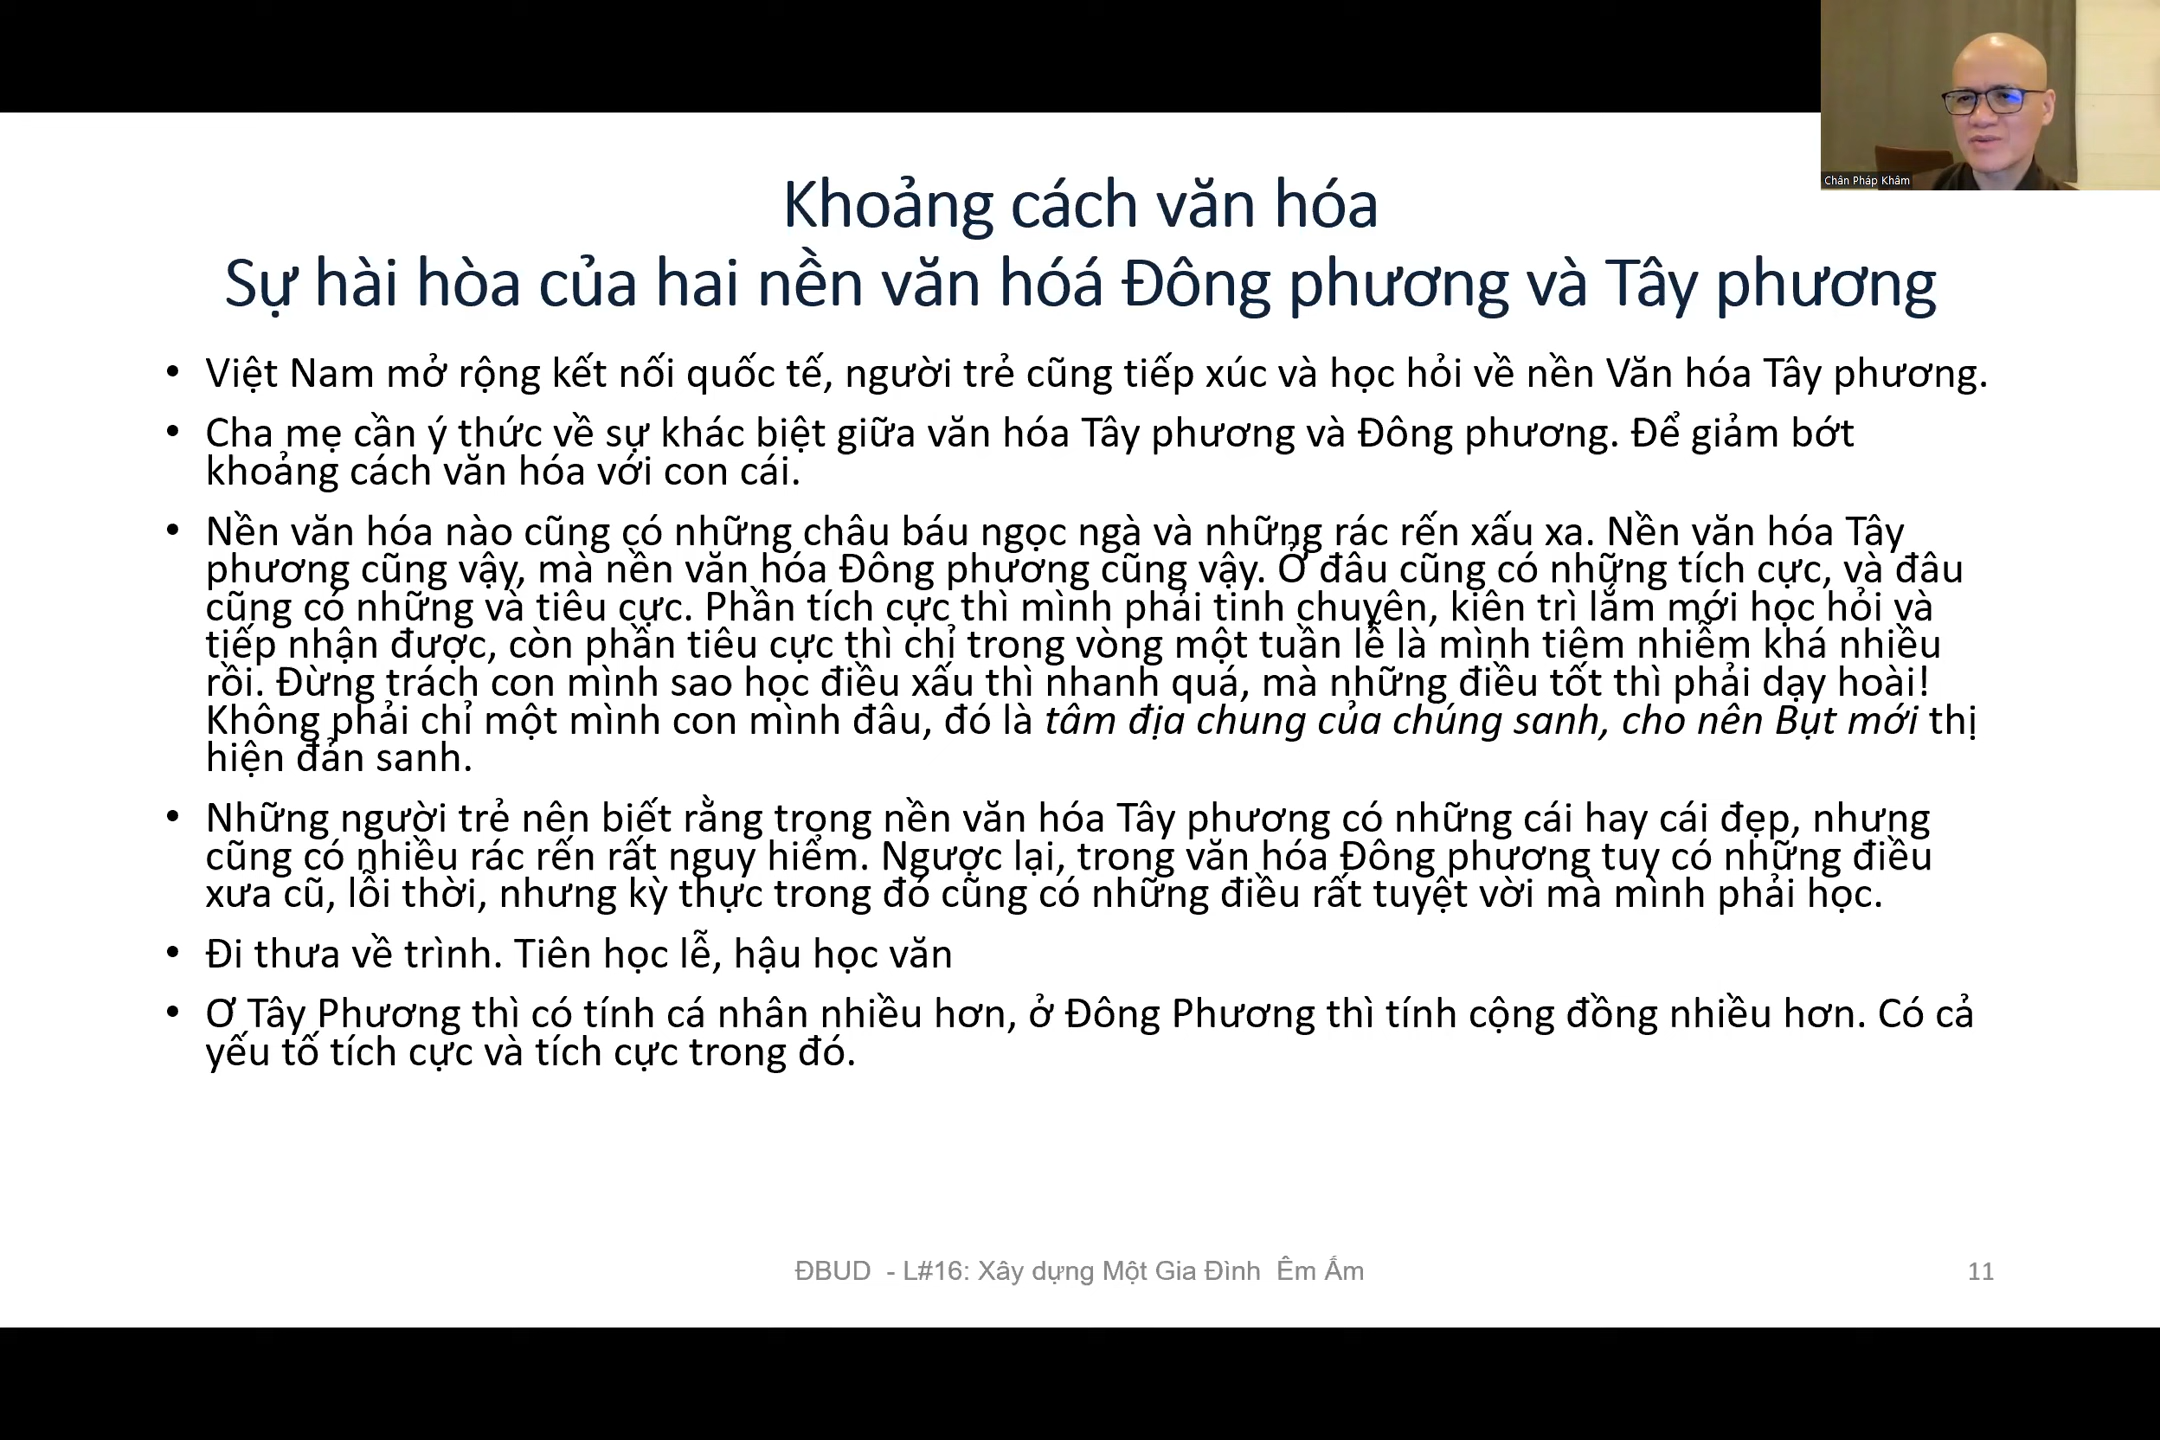 Chân Pháp Khâm
Khoảng cách văn hóa
Sự hài hòa của hai nền văn hóá Đông phương và Tây phương
• Việt Nam mở rộng kết nối quốc tế, người trẻ cũng tiếp xúc và học hỏi về nền Văn hóa Tây phương.
• Cha mẹ cần ý thức về sự khác biệt giữa văn hóa Tây phương và Đông phương. Để giảm bớt
khoảng cách văn hóa với con cái.
• Nền văn hóa nào cũng có những châu báu ngọc ngà và những rác rến xấu xa. Nền văn hóa Tây
phương cũng vậy, mà nền văn hóa Đông phương cũng vậy. Ở đâu cũng có những tích cực, và đâu
cũng có những và tiêu cực. Phần tích cực thì mình phải tinh chuyên, kiên trì lắm mới học hỏi và
tiếp nhận được, còn phần tiêu cực thì chỉ trong vòng một tuần lễ là mình tiêm nhiễm khá nhiều
rồi. Đừng trách con mình sao học điều xấu thì nhanh quá, mà những điều tốt thì phải dạy hoài!
Không phải chỉ một mình con mình đâu, đó là tâm địa chung của chúng sanh, cho nên Bụt mới thị
hiện đản sanh.
• Những người trẻ nên biết rằng trong nền văn hóa Tây phương có những cái hay cái đẹp, nhưng
cũng có nhiều rác rến rất nguy hiểm. Ngược lại, trong văn hóa Đông phương tuy có những điều
xưa cũ, lỗi thời, nhưng kỳ thực trong đó cũng có những điều rất tuyệt vời mà mình phải học.
• Đi thưa về trình. Tiên học lễ, hậu học văn
• Ơ Tây Phương thì có tính cá nhân nhiều hơn, ở Đông Phương thì tính cộng đồng nhiều hơn. Có cả
yếu tố tích cực và tích cực trong đó.
ĐBUD - L#16: Xây dựng Một Gia Đình Êm Ấm
11